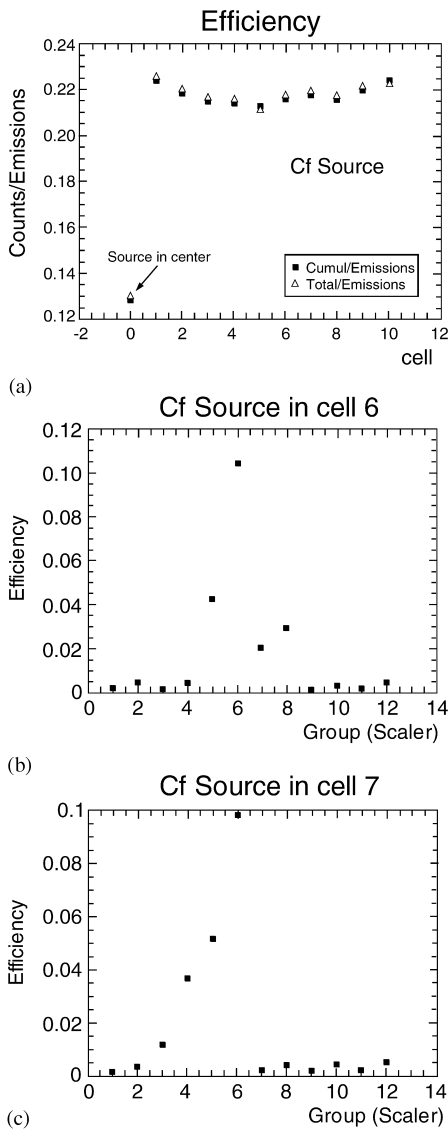 Efficiency
0.24
0.22
0.20
0.18
0.16
0.14
0.12
Counts/Emissions
Cf Source
Source in center
Cumul/Emissions
Total/Emissions
-2 0 2 4 6 8 10 12
cell
(a)
Cf Source in cell 6
0.12
0.10
0.08
0.06
0.04
0.02
0
Efficiency
0 2 4 6 8 10 12 14
Group (Scaler)
(b)
Cf Source in cell 7
0.1
0.08
0.06
0.04
0.02
0
Efficiency
0 2 4 6 8 10 12 14
Group (Scaler)
(c)